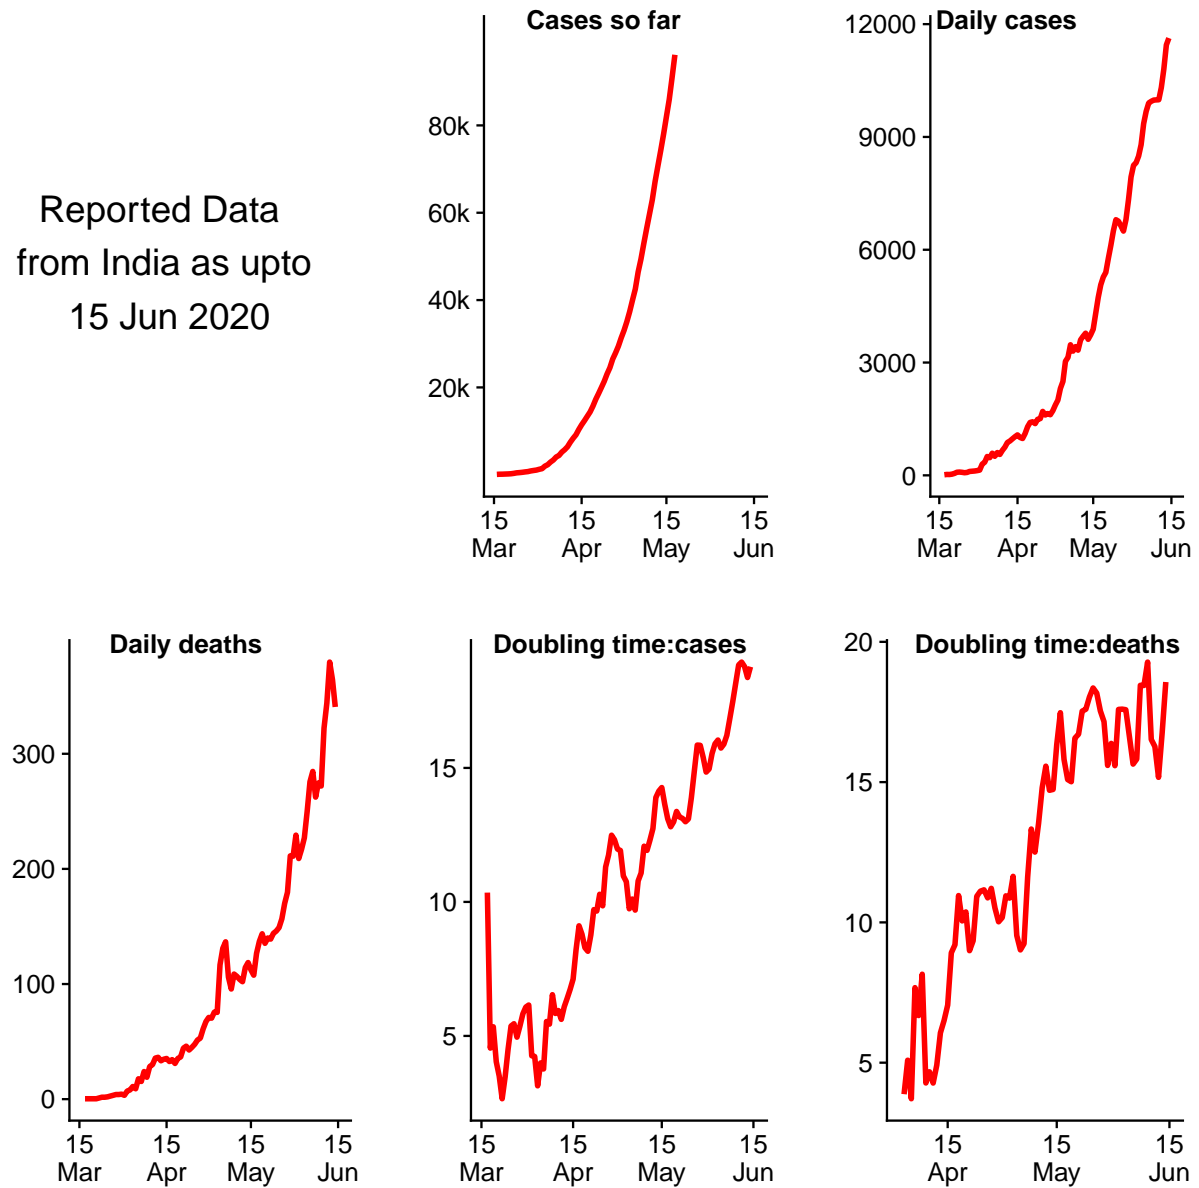 Reported Data
from India as upto
15 Jun 2020
Cases so far
80k
60k
40k
20k
15 15 15 15
Mar Apr May Jun
Daily cases
12000
9000
6000
3000
0
15 15 15 15
Mar Apr May Jun
Daily deaths
300
200
100
0
15 15 15 15
Mar Apr May Jun
Doubling time:cases
15
10
5
15 15 15 15
Mar Apr May Jun
Doubling time:deaths
20
15
10
5
15 15 15
Apr May Jun